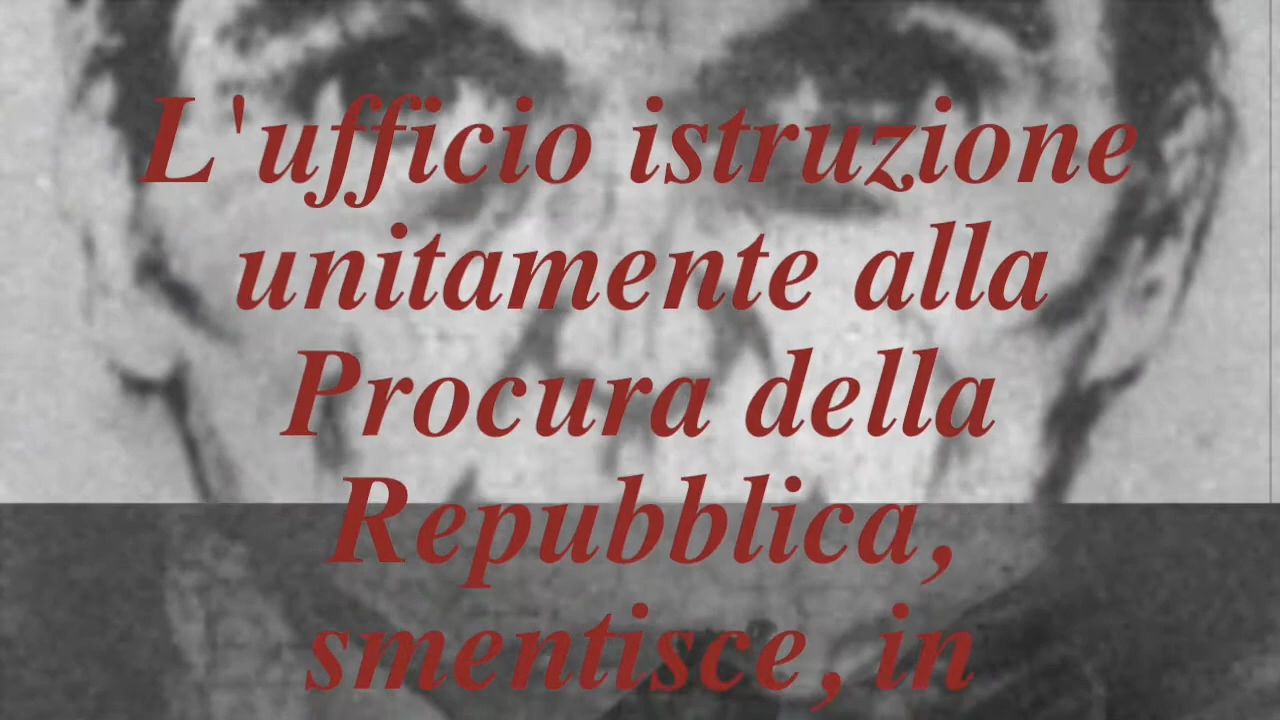 L'ufficio istruzione
unitamente alla
Procura della
Repubblica,
smentisce, in